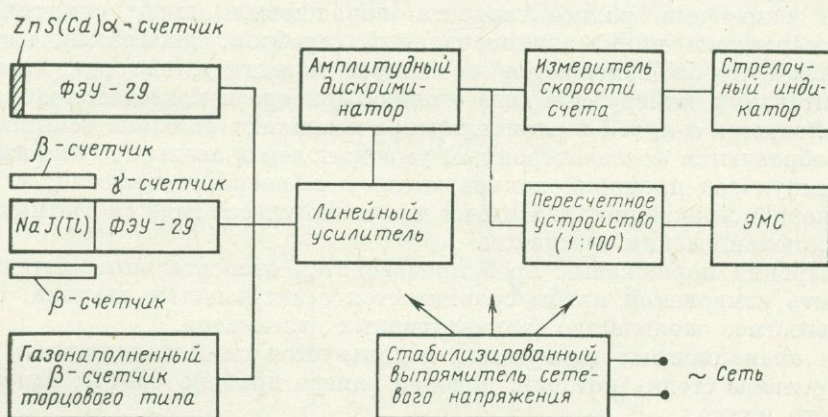 ZnS(Cd)α-счетчик
ФЭУ-29
β-счетчик
γ-счетчик
NaJ(Tl)
ФЭУ-29
β-счетчик
Газонаполненный
β-счетчик
торцового типа
Амплитудный
дискрими-
натор
Линейный
усилитель
Измеритель
скорости
счета
Стрелоч-
ный инди-
катор
Пересчетное
устройство
(1:100)
ЭМС
Стабилизированный
выпрямитель сете-
вого напряжения
~ Сеть